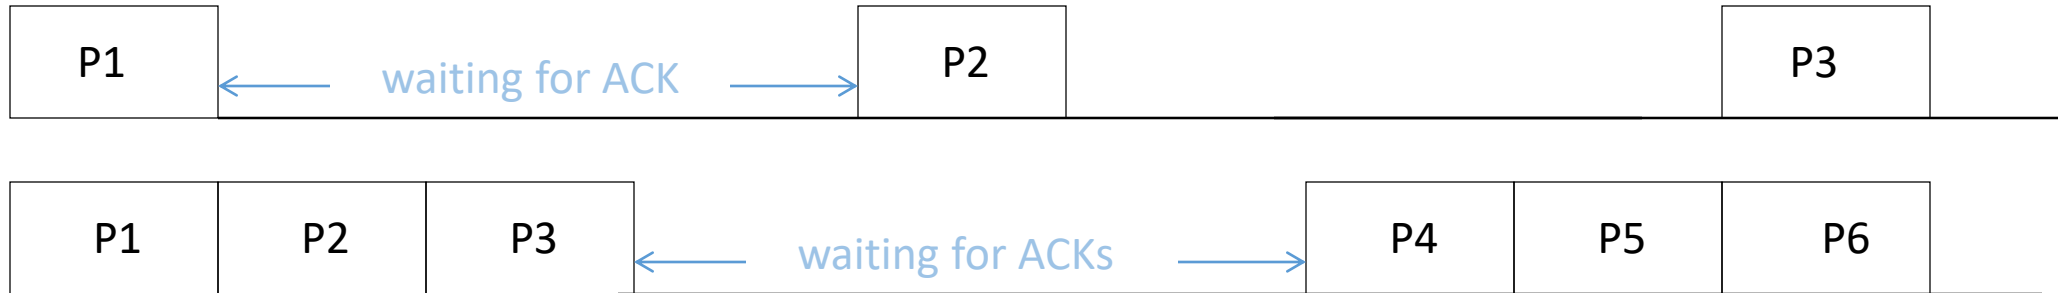 P1 waiting for ACK P2 P3
P1 P2 P3 waiting for ACKs P4 P5 P6